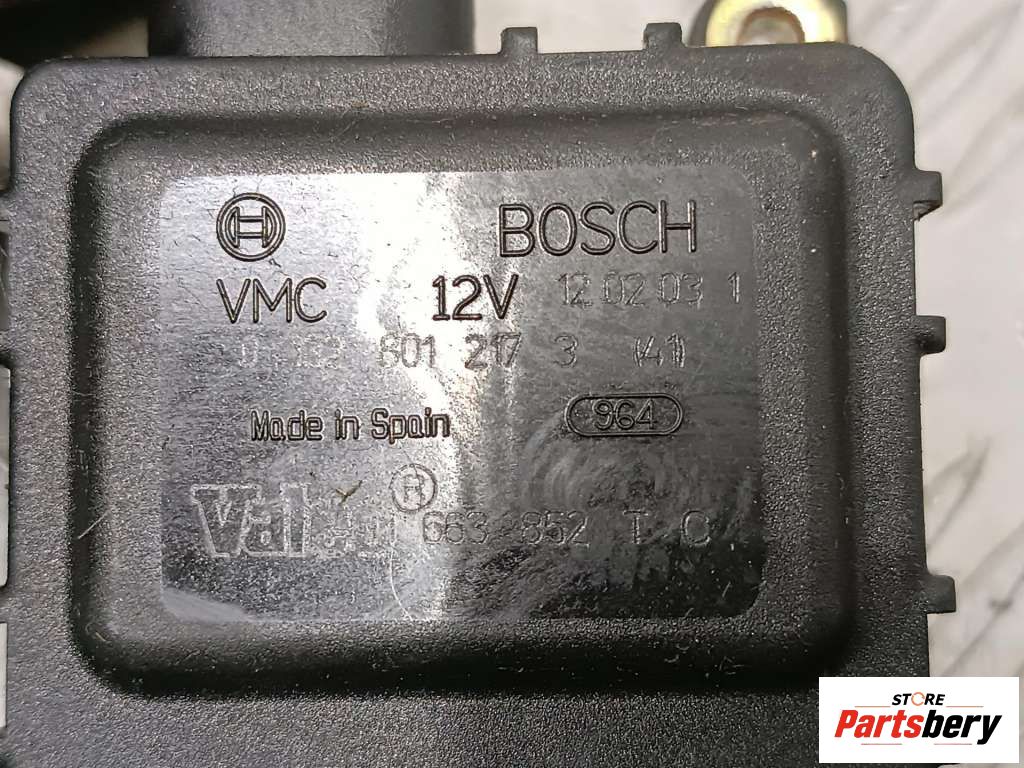 BOSCH
VMC 12V 12 02 03 1
0 132 801 217 3 (41)
Made in Spain 964
Valeo ® 663 852 T C
STORE
Partsbery